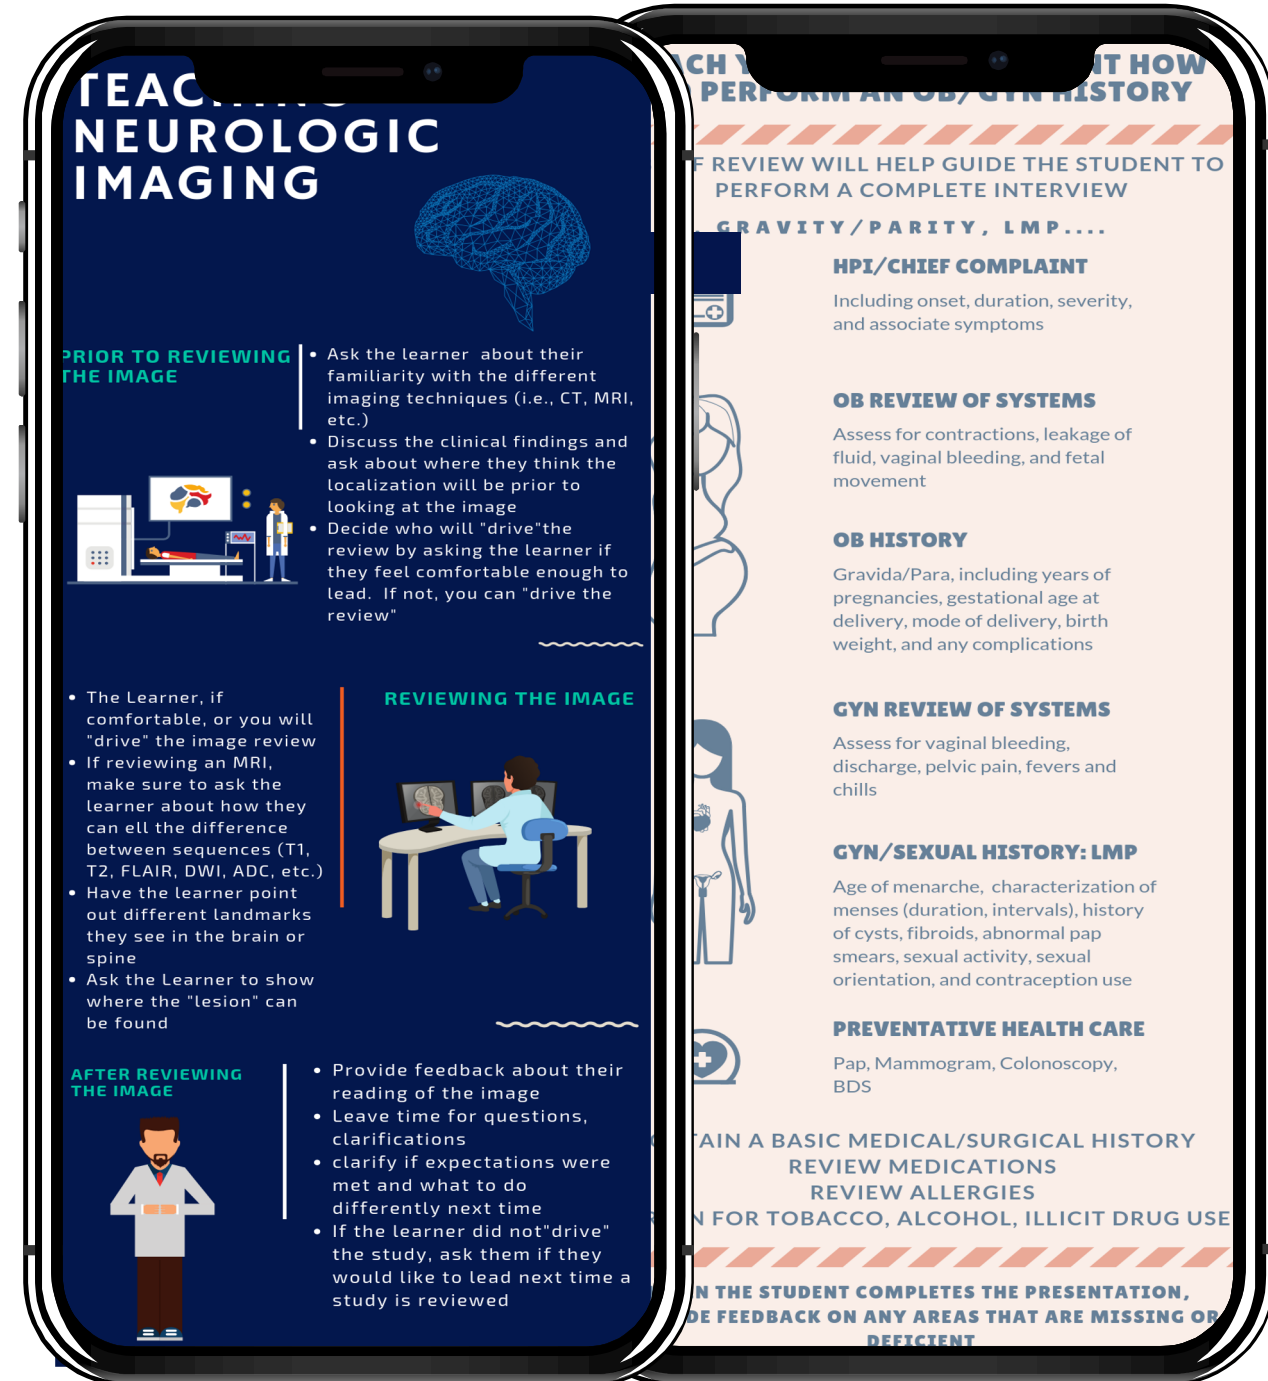 TEACHING
NEUROLOGIC
IMAGING
PRIOR TO REVIEWING
THE IMAGE
• Ask the learner about their
familiarity with the different
imaging techniques (i.e., CT, MRI,
etc.)
• Discuss the clinical findings and
ask about where they think the
localization will be prior to
looking at the image
• Decide who will "drive"the
review by asking the learner if
they feel comfortable enough to
lead. If not, you can "drive the
review"
• The Learner, if
comfortable, or you will
"drive" the image review
• If reviewing an MRI,
make sure to ask the
learner about how they
can ell the difference
between sequences (T1,
T2, FLAIR, DWI, ADC, etc.)
• Have the learner point
out different landmarks
they see in the brain or
spine
• Ask the Learner to show
where the "lesion" can
be found
REVIEWING THE IMAGE
AFTER REVIEWING
THE IMAGE
• Provide feedback about their
reading of the image
• Leave time for questions,
clarifications
• clarify if expectations were
met and what to do
differently next time
• If the learner did not"drive"
the study, ask them if they
would like to lead next time a
study is reviewed
HOW
PERFORM AN OB/GYN HISTORY
REVIEW WILL HELP GUIDE THE STUDENT TO
PERFORM A COMPLETE INTERVIEW
GRAVITY/PARITY, LMP....
HPI/CHIEF COMPLAINT
Including onset, duration, severity,
and associate symptoms
OB REVIEW OF SYSTEMS
Assess for contractions, leakage of
fluid, vaginal bleeding, and fetal
movement
OB HISTORY
Gravida/Para, including years of
pregnancies, gestational age at
delivery, mode of delivery, birth
weight, and any complications
GYN REVIEW OF SYSTEMS
Assess for vaginal bleeding,
discharge, pelvic pain, fevers and
chills
GYN/SEXUAL HISTORY: LMP
Age of menarche, characterization of
menses (duration, intervals), history
of cysts, fibroids, abnormal pap
smears, sexual activity, sexual
orientation, and contraception use
PREVENTATIVE HEALTH CARE
Pap, Mammogram, Colonoscopy,
BDS
A BASIC MEDICAL/SURGICAL HISTORY
REVIEW MEDICATIONS
REVIEW ALLERGIES
FOR TOBACCO, ALCOHOL, ILLICIT DRUG USE
THE STUDENT COMPLETES THE PRESENTATION,
FEEDBACK ON ANY AREAS THAT ARE MISSING OR
DEFICIENT